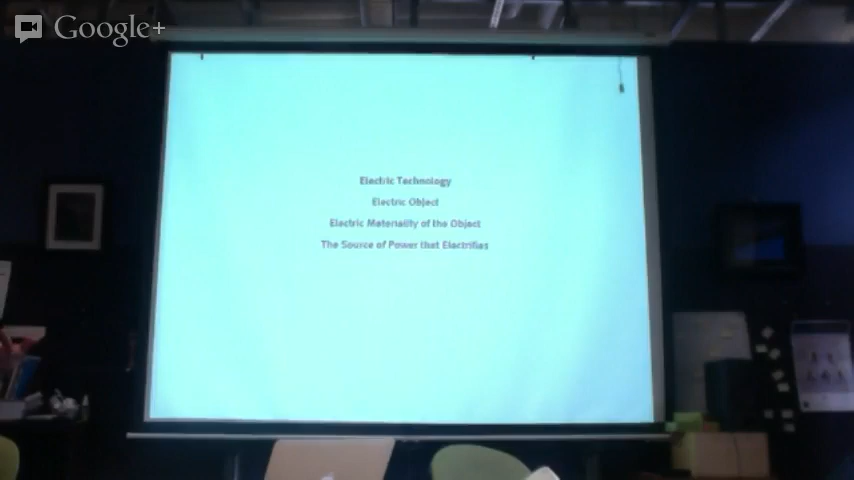 Google+
Electric Technology
Electric Object
Electric Materiality of the Object
The Source of Power that Electrifies